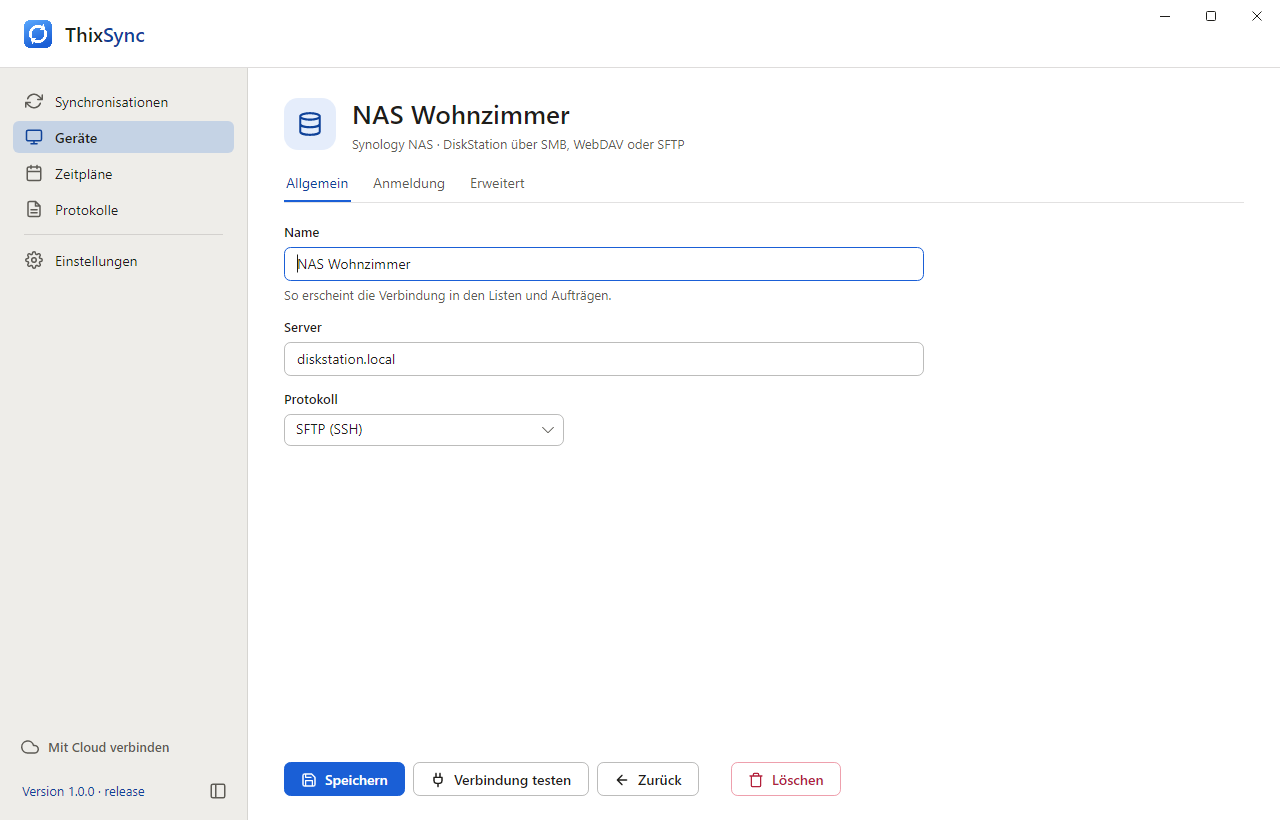 ThixSync
Synchronisationen
Geräte
Zeitpläne
Protokolle
Einstellungen
Mit Cloud verbinden
Version 1.0.0 · release
NAS Wohnzimmer
Synology NAS · DiskStation über SMB, WebDAV oder SFTP
Allgemein Anmeldung Erweitert
Name
NAS Wohnzimmer
So erscheint die Verbindung in den Listen und Aufträgen.
Server
diskstation.local
Protokoll
SFTP (SSH)
Speichern Verbindung testen Zurück Löschen